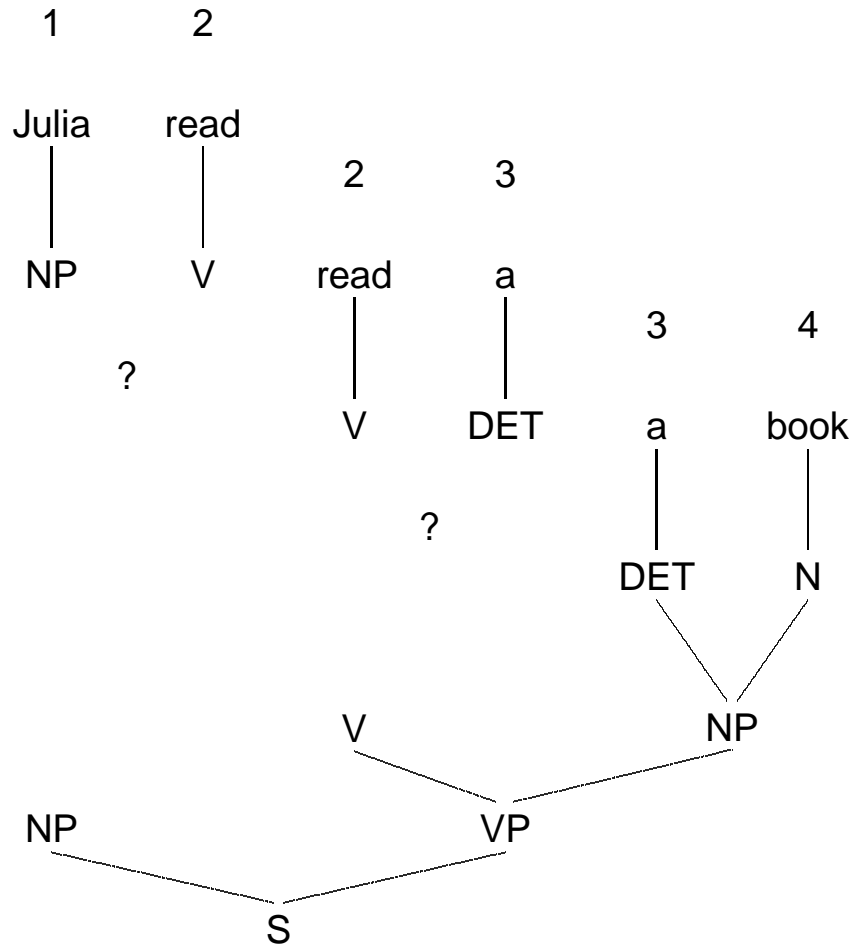 1 2
Julia read
2 3
NP V read a
3 4
?
V DET a book
?
DET N
V NP
NP VP
S